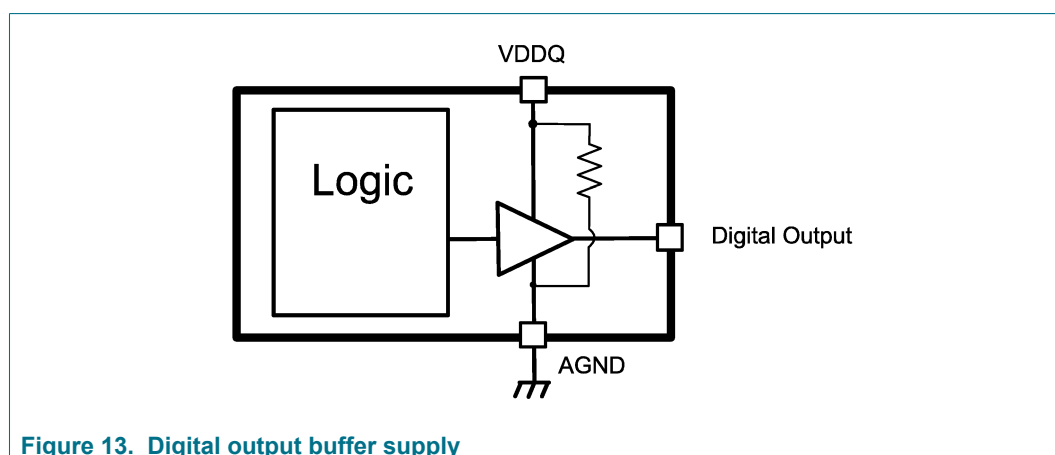 VDDQ
Logic
Digital Output
AGND
Figure 13. Digital output buffer supply